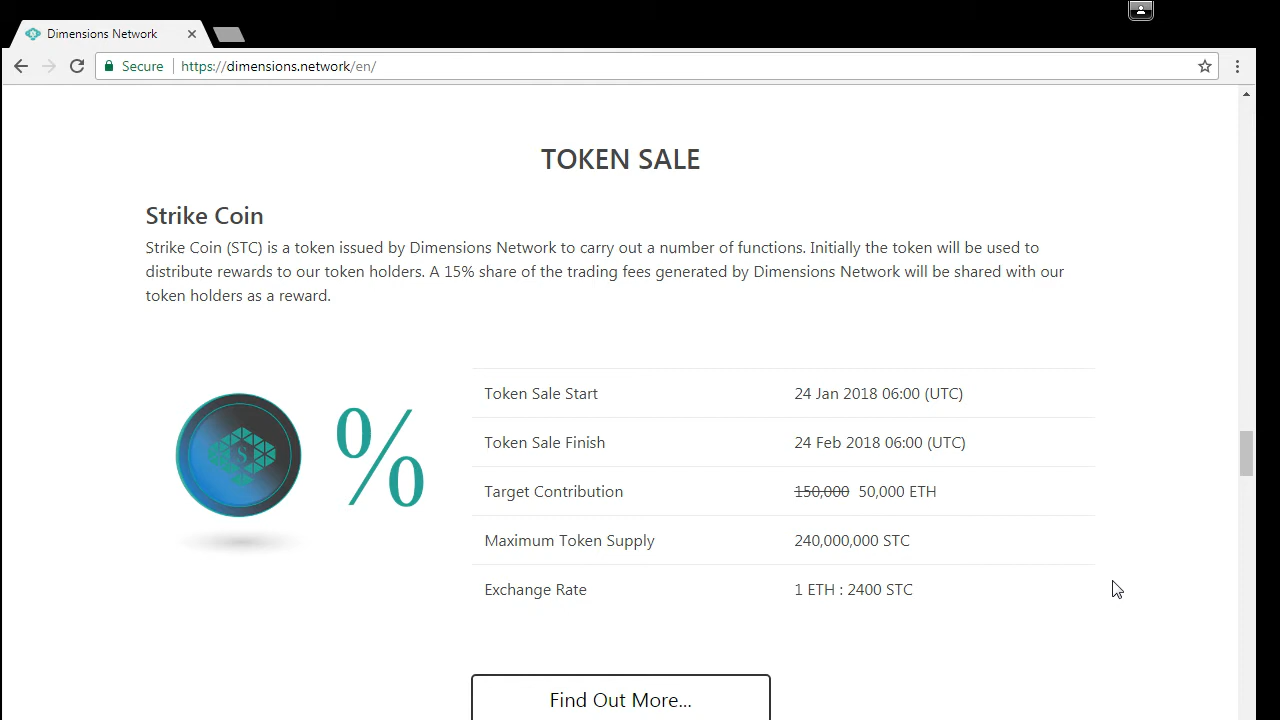 Dimensions Network
Secure https://dimensions.network/en/
TOKEN SALE
Strike Coin
Strike Coin (STC) is a token issued by Dimensions Network to carry out a number of functions. Initially the token will be used to
distribute rewards to our token holders. A 15% share of the trading fees generated by Dimensions Network will be shared with our
token holders as a reward.
S %
Token Sale Start 24 Jan 2018 06:00 (UTC)
Token Sale Finish 24 Feb 2018 06:00 (UTC)
Target Contribution 150,000 50,000 ETH
Maximum Token Supply 240,000,000 STC
Exchange Rate 1 ETH : 2400 STC
Find Out More...